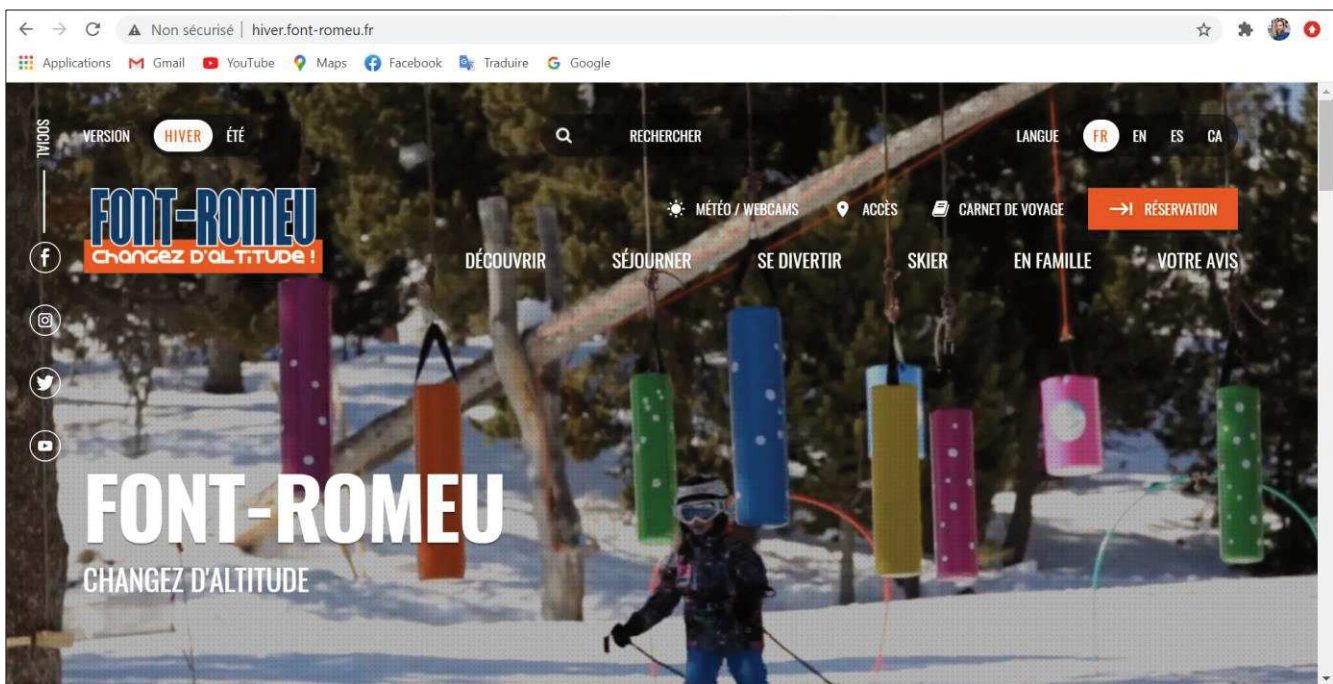 Non sécurisé | hiver.font-romeu.fr
Applications Gmail YouTube Maps Facebook Traduire Google
SOCIAL
VERSION HIVER ÉTÉ RECHERCHER LANGUE FR EN ES CA
FONT-ROMEU
CHANGEZ D'ALTITUDE !
MÉTÉO / WEBCAMS ACCÈS CARNET DE VOYAGE RÉSERVATION
DÉCOUVRIR SÉJOURNER SE DIVERTIR SKIER EN FAMILLE VOTRE AVIS
FONT-ROMEU
CHANGEZ D'ALTITUDE